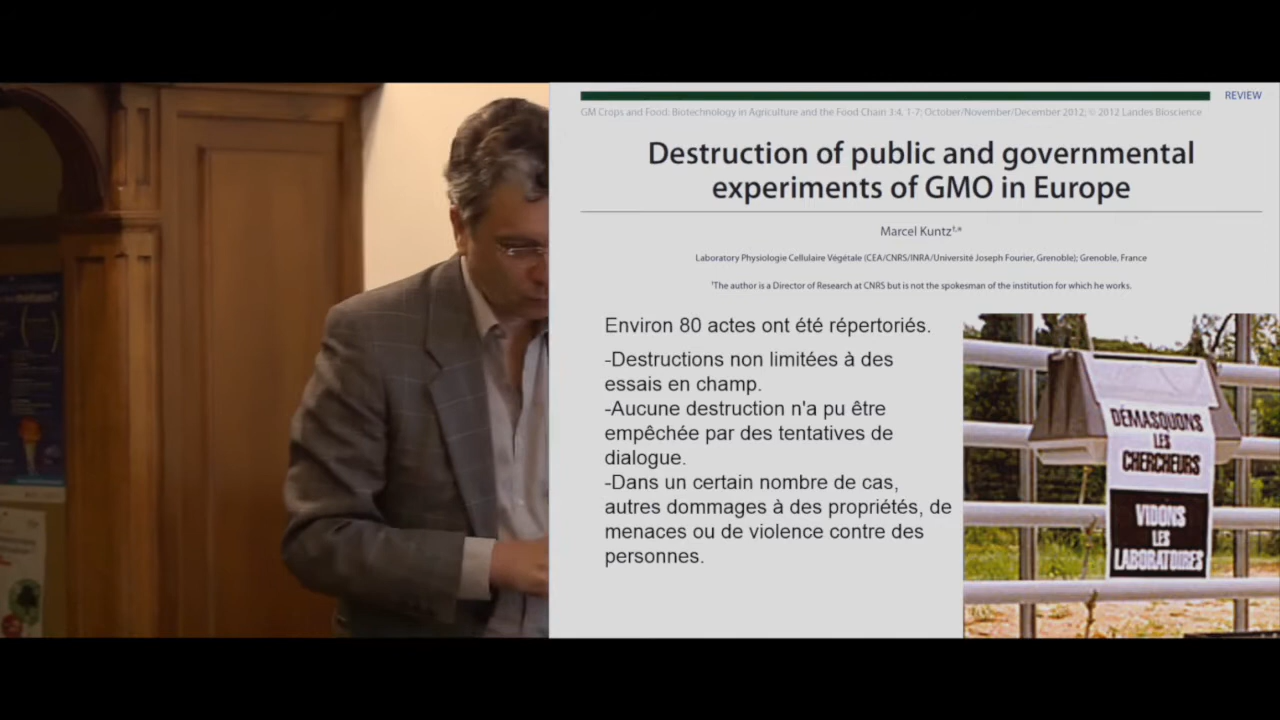 REVIEW
GM Crops and Food: Biotechnology in Agriculture and the Food Chain 3:4, 1-7; October/November/December 2012; © 2012 Landes Bioscience
Destruction of public and governmental
experiments of GMO in Europe
Marcel Kuntz†,*
Laboratory Physiologie Cellulaire Végétale (CEA/CNRS/INRA/Université Joseph Fourier, Grenoble); Grenoble, France
†The author is a Director of Research at CNRS but is not the spokesman of the institution for which he works.
Environ 80 actes ont été répertoriés.
-Destructions non limitées à des
essais en champ.
-Aucune destruction n'a pu être
empêchée par des tentatives de
dialogue.
-Dans un certain nombre de cas,
autres dommages à des propriétés, de
menaces ou de violence contre des
personnes.
DÉMASQUONS
LES
CHERCHEURS
VIDONS
LES
LABORATOIRES